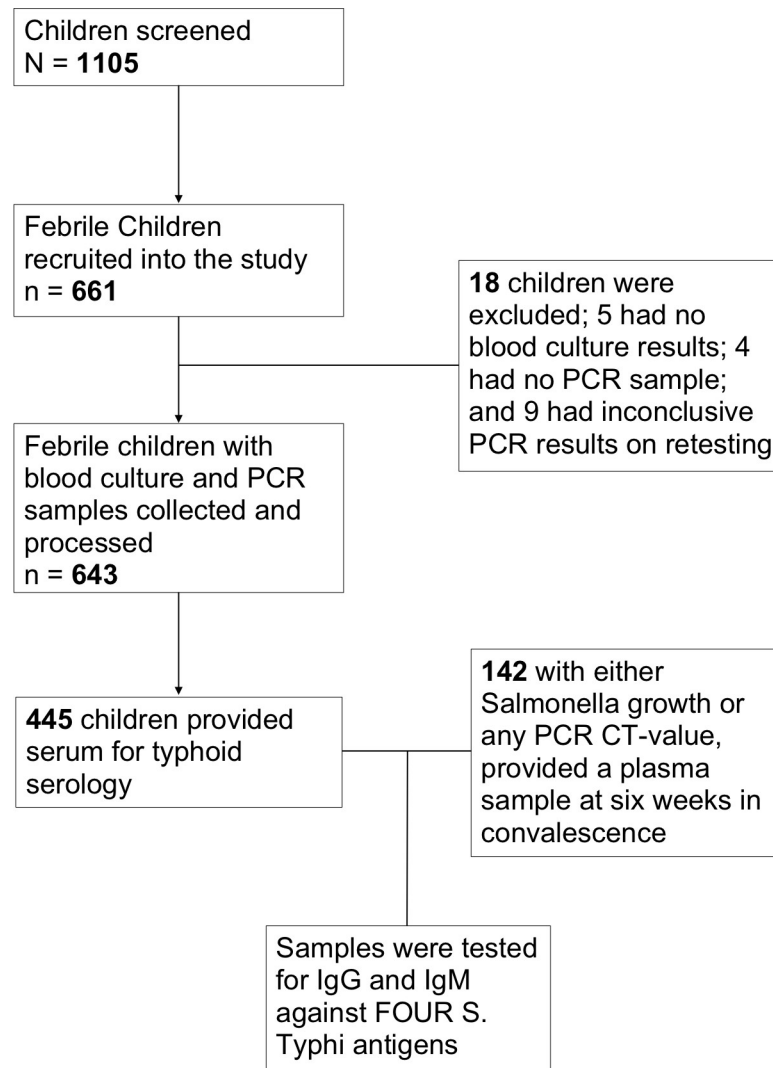 Children screened
N = 1105
Febrile Children
recruited into the study
n = 661
18 children were
excluded; 5 had no
blood culture results; 4
had no PCR sample;
and 9 had inconclusive
PCR results on retesting
Febrile children with
blood culture and PCR
samples collected and
processed
n = 643
445 children provided
serum for typhoid
serology
142 with either
Salmonella growth or
any PCR CT-value,
provided a plasma
sample at six weeks in
convalescence
Samples were tested
for IgG and IgM
against FOUR S.
Typhi antigens